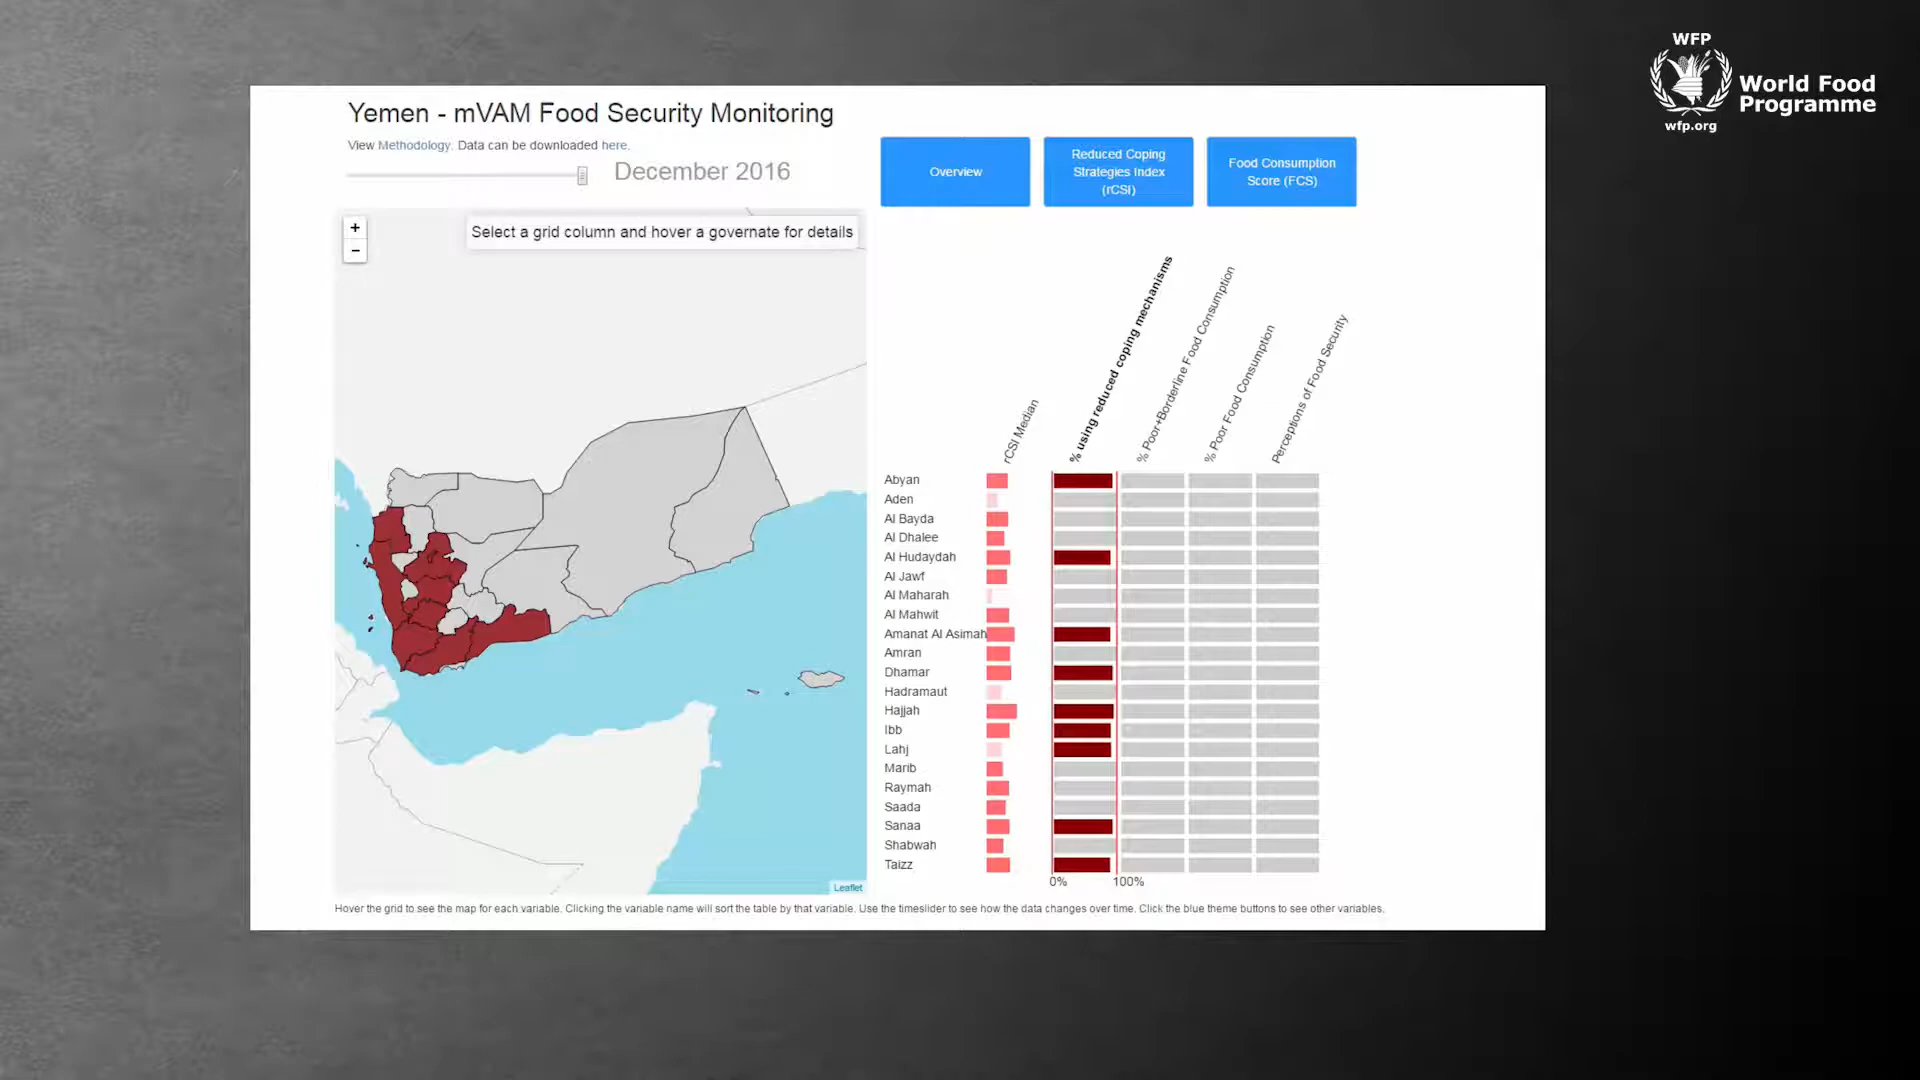 WFP
World Food
Programme
wfp.org
Yemen - mVAM Food Security Monitoring
View Methodology. Data can be downloaded here.
December 2016
Overview
Reduced Coping
Strategies Index
(rCSI)
Food Consumption
Score (FCS)
+
−
Select a grid column and hover a governate for details
rCSI Median
% using reduced coping mechanisms
% Poor+Borderline Food Consumption
% Poor Food Consumption
Perceptions of Food Security
Abyan
Aden
Al Bayda
Al Dhalee
Al Hudaydah
Al Jawf
Al Maharah
Al Mahwit
Amanat Al Asimah
Amran
Dhamar
Hadramaut
Hajjah
Ibb
Lahj
Marib
Raymah
Saada
Sanaa
Shabwah
Taizz
0% 100%
Leaflet
Hover the grid to see the map for each variable. Clicking the variable name will sort the table by that variable. Use the timeslider to see how the data changes over time. Click the blue theme buttons to see other variables.